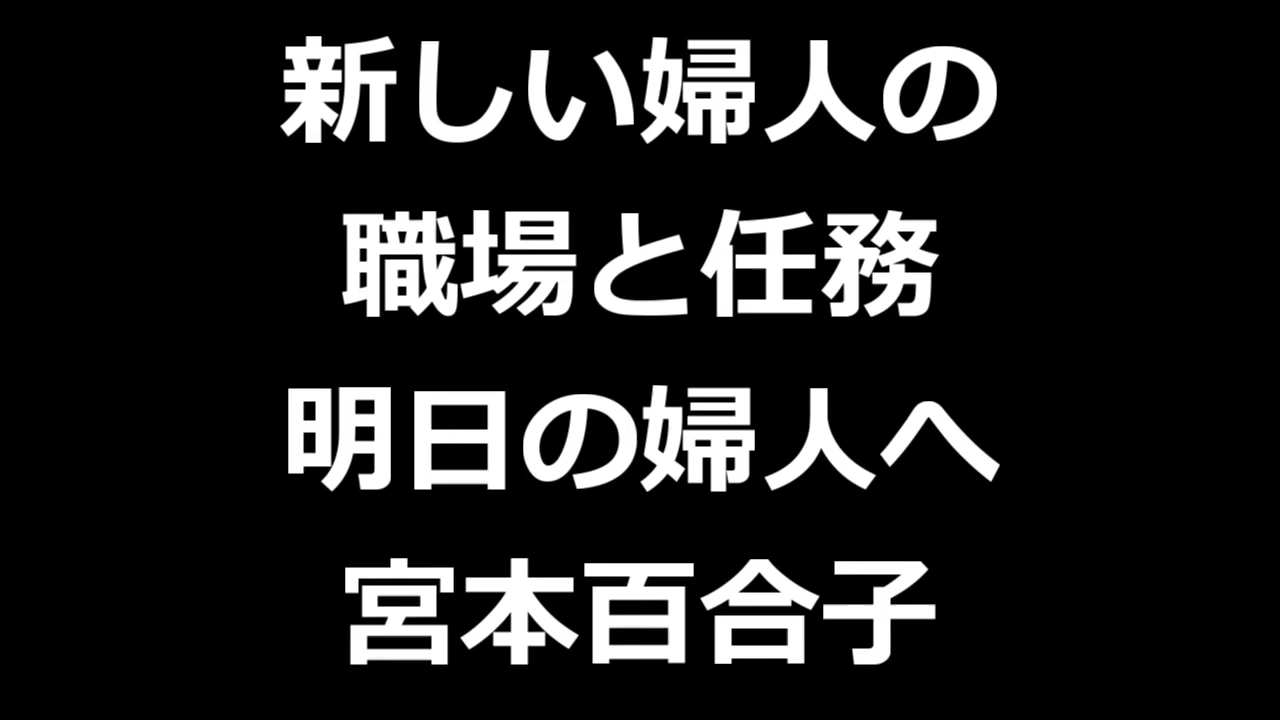 新しい婦人の
職場と任務
明日の婦人へ
宮本百合子